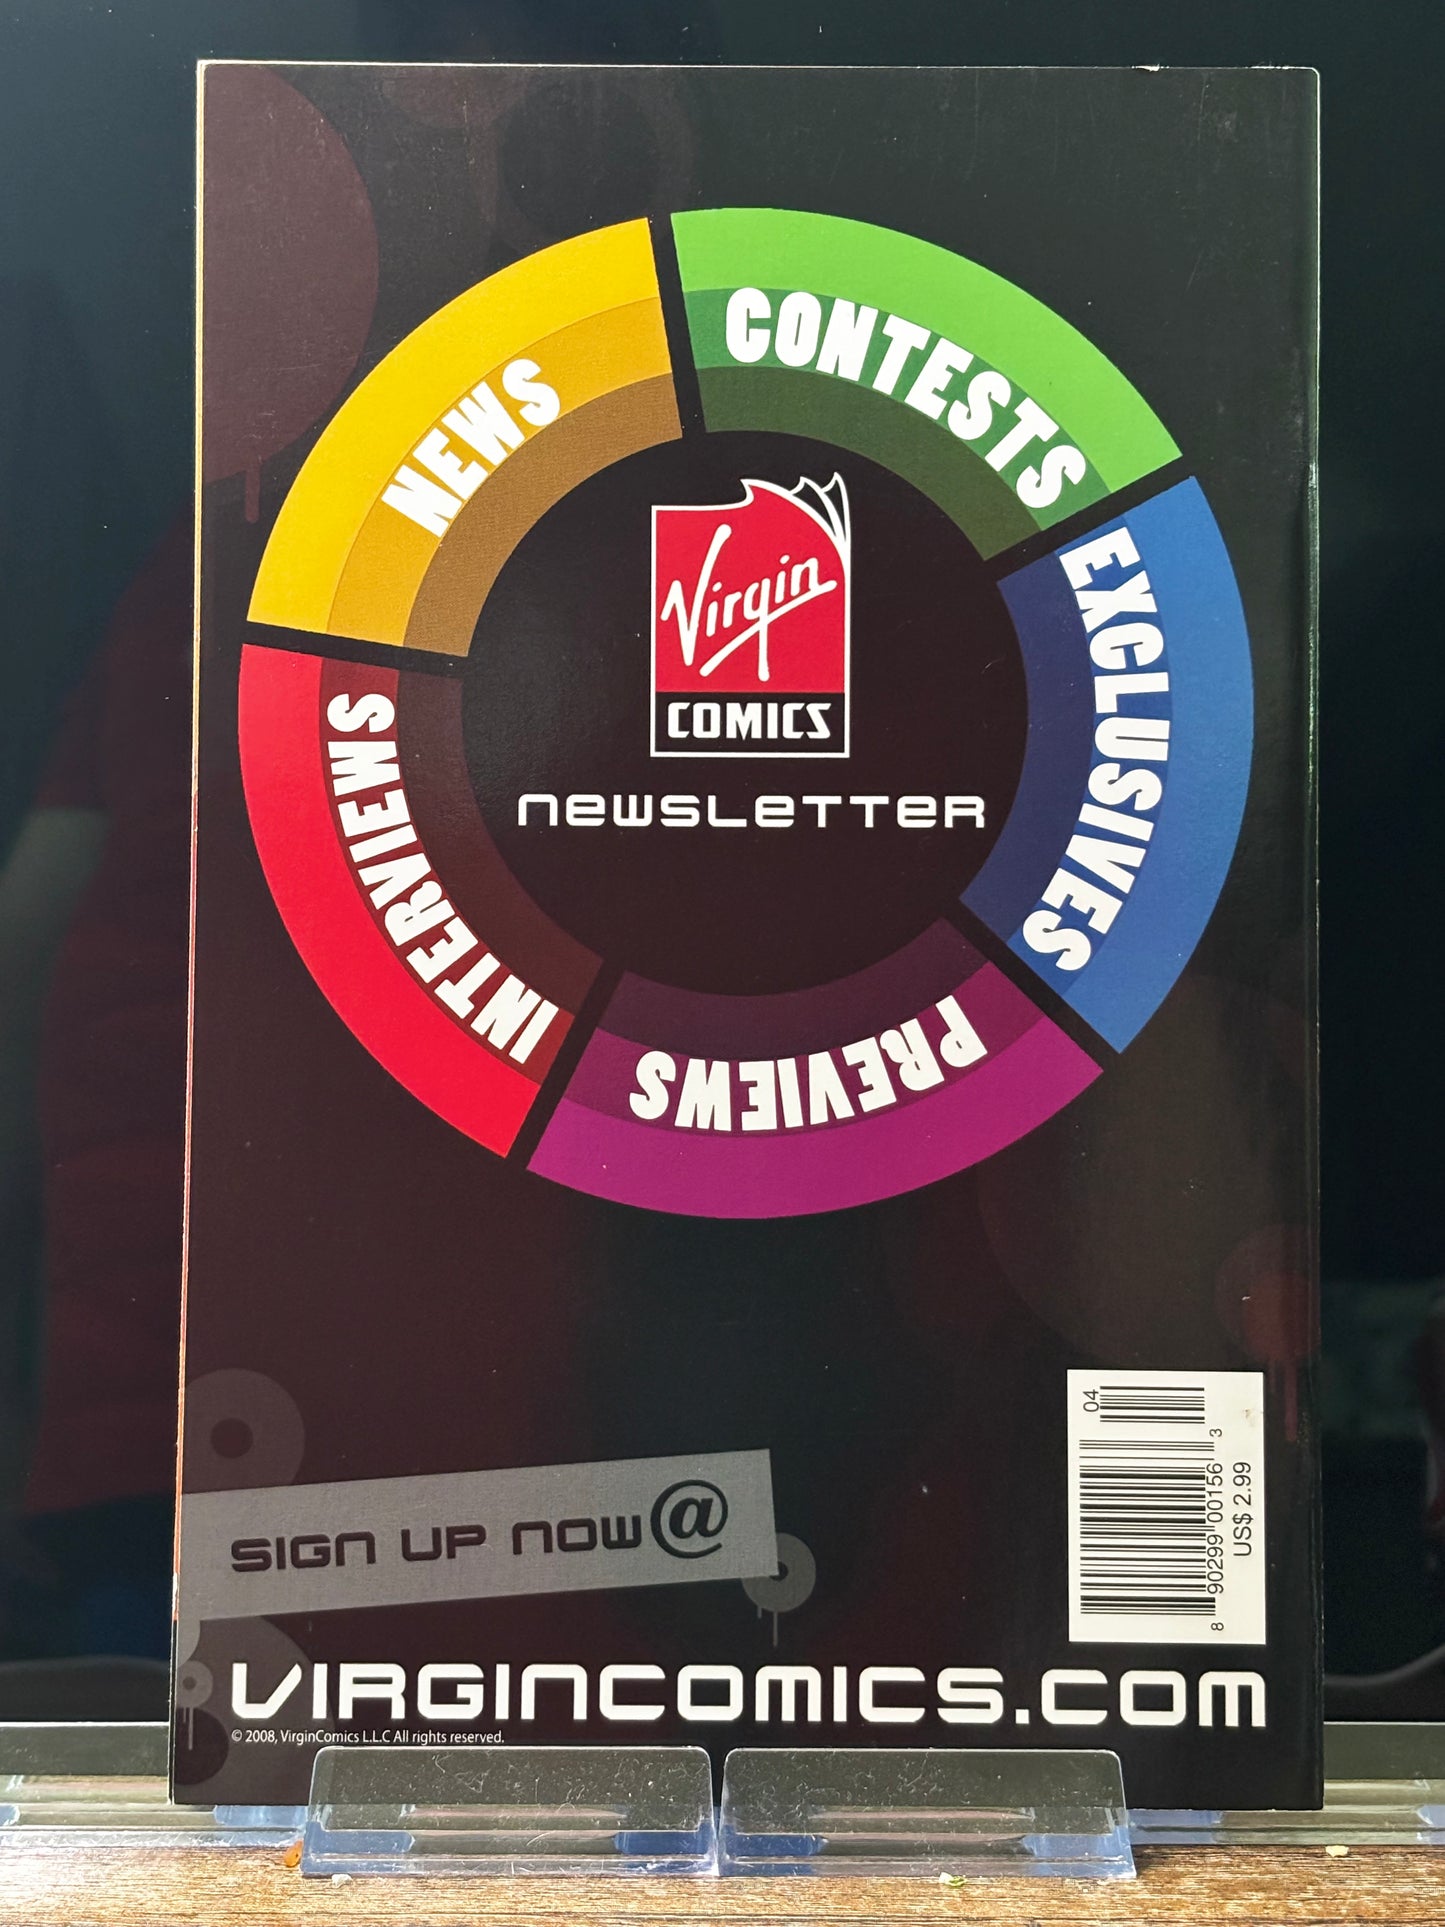 NEWS
CONTESTS
EXCLUSIVES
PREVIEWS
INTERVIEWS
Virgin
COMICS
NEWSLETTER
SIGN UP NOW @
04
8 90299 00156 3
US$ 2.99
VIRGINCOMICS.COM
© 2008, VirginComics L.L.C All rights reserved.